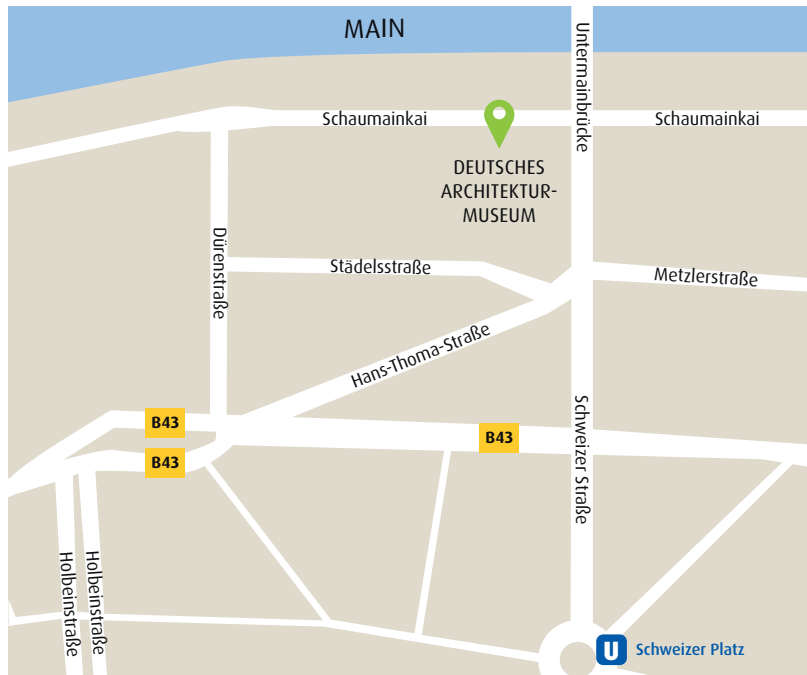 MAIN
Untermainbrücke
Schaumainkai
Schaumainkai
DEUTSCHES
ARCHITEKTUR-
MUSEUM
Dürenstraße
Städelsstraße
Metzlerstraße
Hans-Thoma-Straße
B43
B43
B43
Schweizer Straße
Holbeinstraße
Holbeinstraße
U
Schweizer Platz